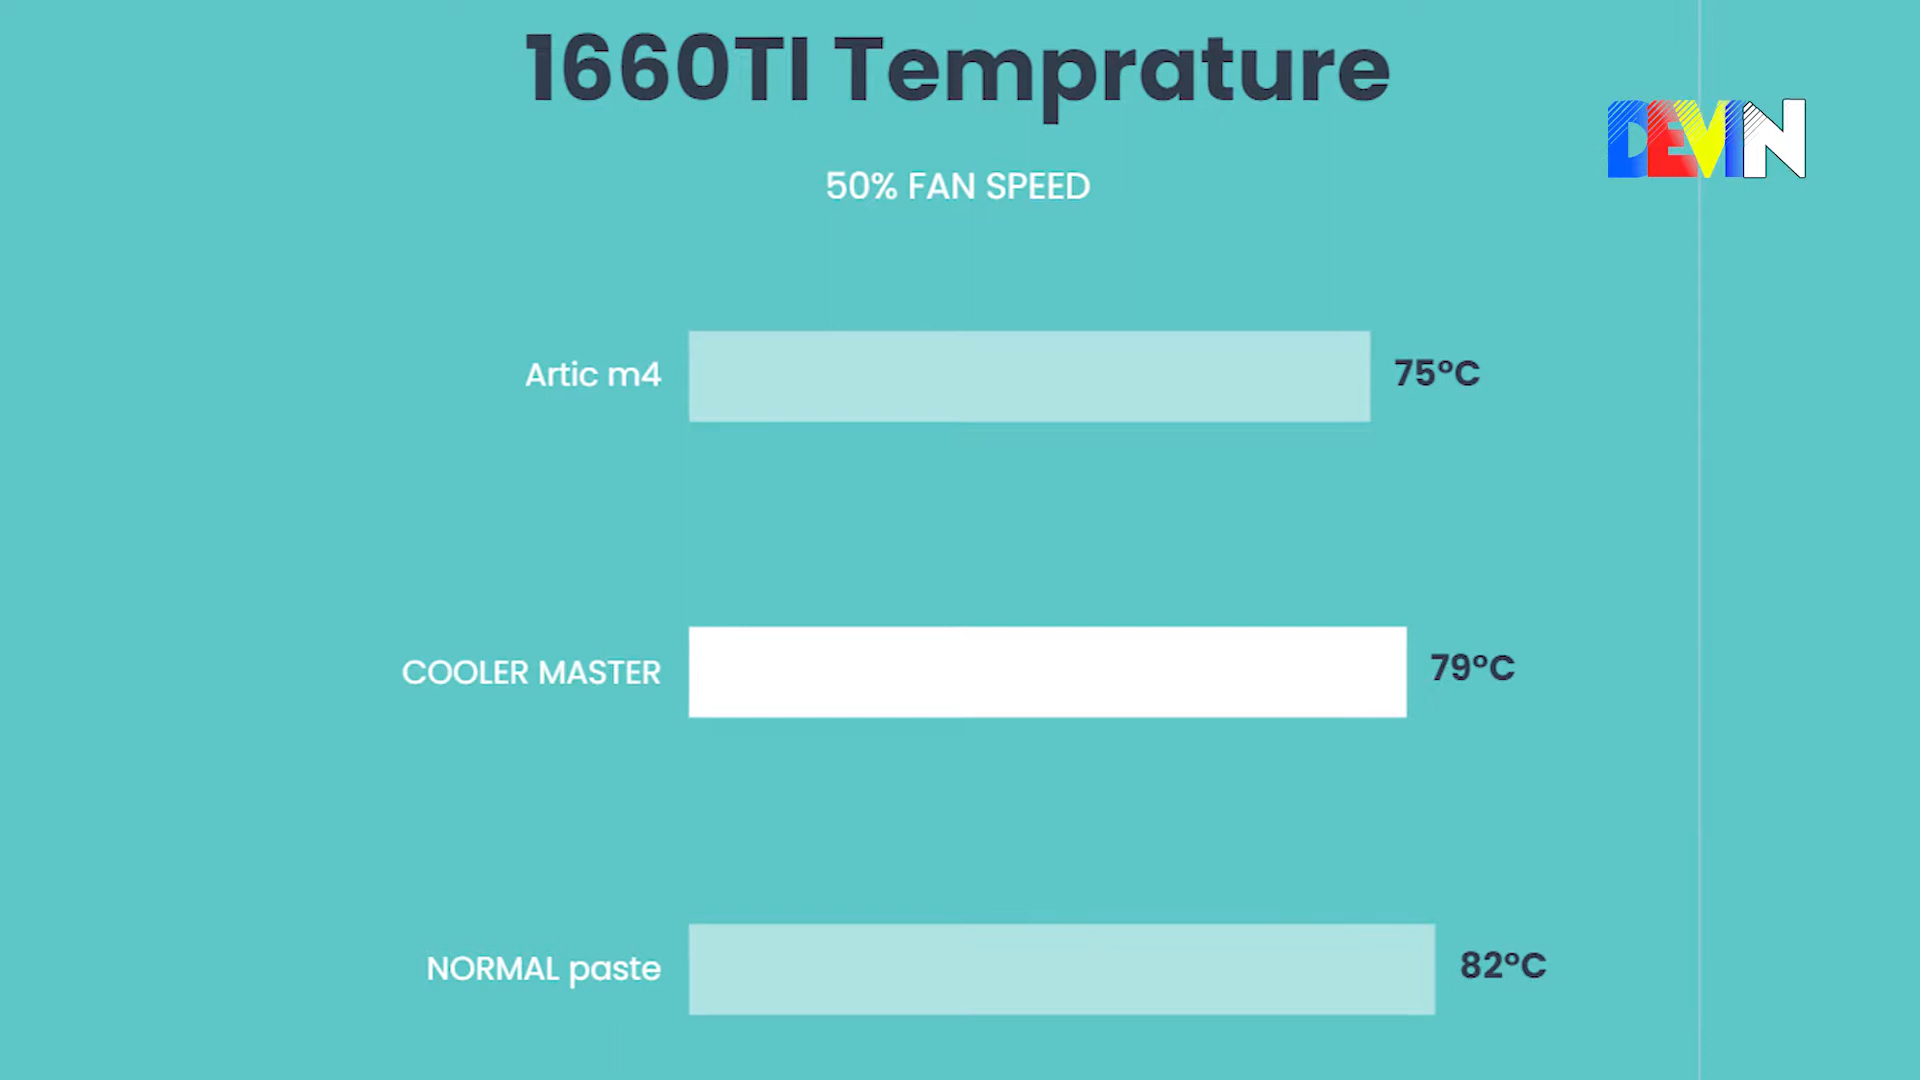 1660TI Temprature
DEVIN
50% FAN SPEED
Artic m4 75°C
COOLER MASTER 79°C
NORMAL paste 82°C